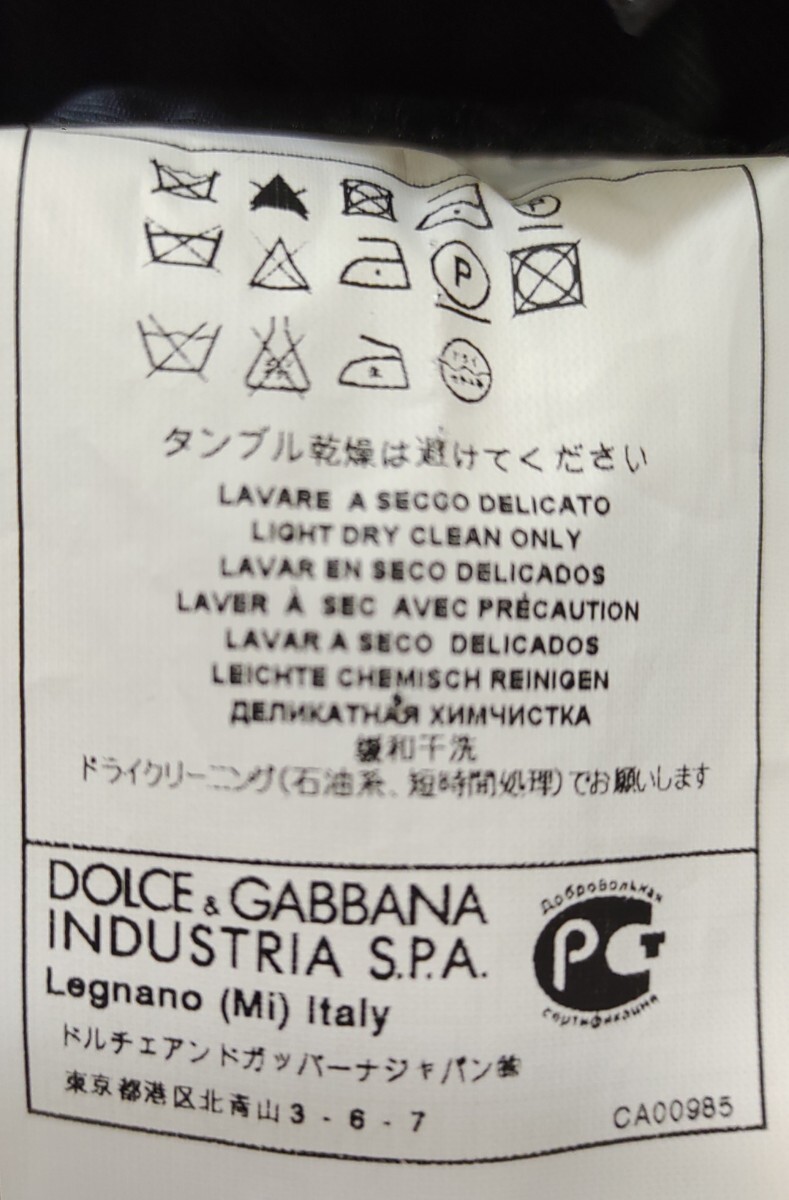 P
P
タンブル乾燥は避けてください
LAVARE A SECCO DELICATO
LIGHT DRY CLEAN ONLY
LAVAR EN SECO DELICADOS
LAVER À SEC AVEC PRÉCAUTION
LAVAR A SECO DELICADOS
LEICHTE CHEMISCH REINIGEN
ДЕЛИКАТНАЯ ХИМЧИСТКА
缓和干洗
ドライクリーニング(石油系、短時間処理)でお願いします
DOLCE & GABBANA
INDUSTRIA S.P.A.
Legnano (Mi) Italy
Добровольная
РСТ
сертификация
ドルチェアンドガッバーナジャパン㈱
東京都港区北青山3-6-7
CA00985